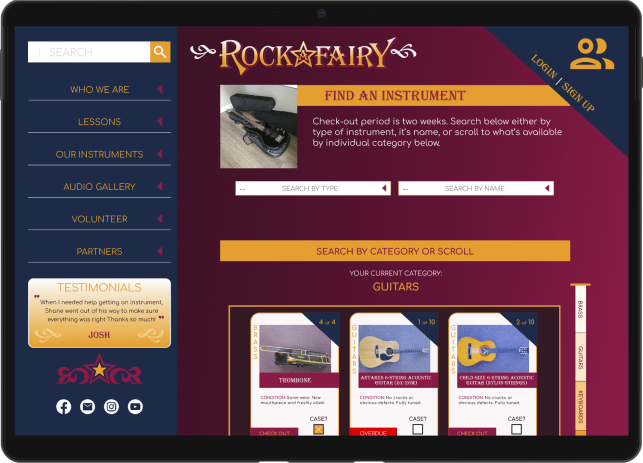 SEARCH
WHO WE ARE
LESSONS
OUR INSTRUMENTS
AUDIO GALLERY
VOLUNTEER
PARTNERS
TESTIMONIALS
"When I needed help getting an instrument,
Shane went out of his way to make sure
everything was right! Thanks so much!"
JOSH
ROCK FAIRY
LOGIN | SIGN UP
FIND AN INSTRUMENT
Check-out period is two weeks. Search below either by
type of instrument, it's name, or scroll to what's available
by individual category below.
-- SEARCH BY TYPE
-- SEARCH BY NAME
SEARCH BY CATEGORY OR SCROLL
YOUR CURRENT CATEGORY:
GUITARS
BRASS
4 of 4
TROMBONE
CONDITION: Some wear. New
mouthpiece and freshly oiled.
CASE?
CHECK OUT
GUITARS
1 of 10
ANTARES 6-STRING ACOUSTIC
CONDITION: No cracks or
obvious defects. Fully tuned.
CASE?
OVERDUE
GUITARS
2 of 10
CHILD-SIZE 6-STRING ACOUSTIC
GUITAR (NYLON-STRINGS)
CONDITION: No cracks or
obvious defects. Fully tuned.
CASE?
CHECK OUT
BRASS
GUITARS
KEYBOARDS